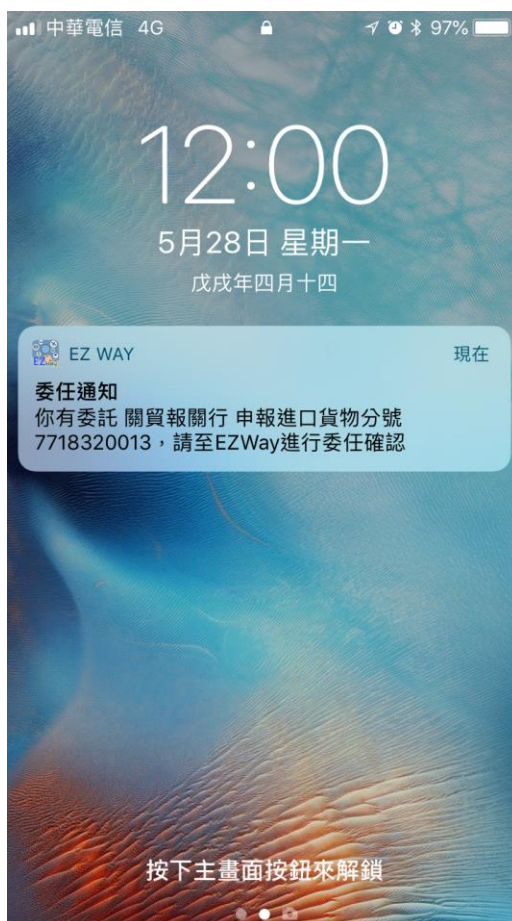 中華電信 4G 97%
12:00
5月28日 星期一
戊戌年四月十四
EZ WAY 現在
委任通知
你有委託 關貿報關行 申報進口貨物分號
7718320013,請至EZWay進行委任確認
按下主畫面按鈕來解鎖